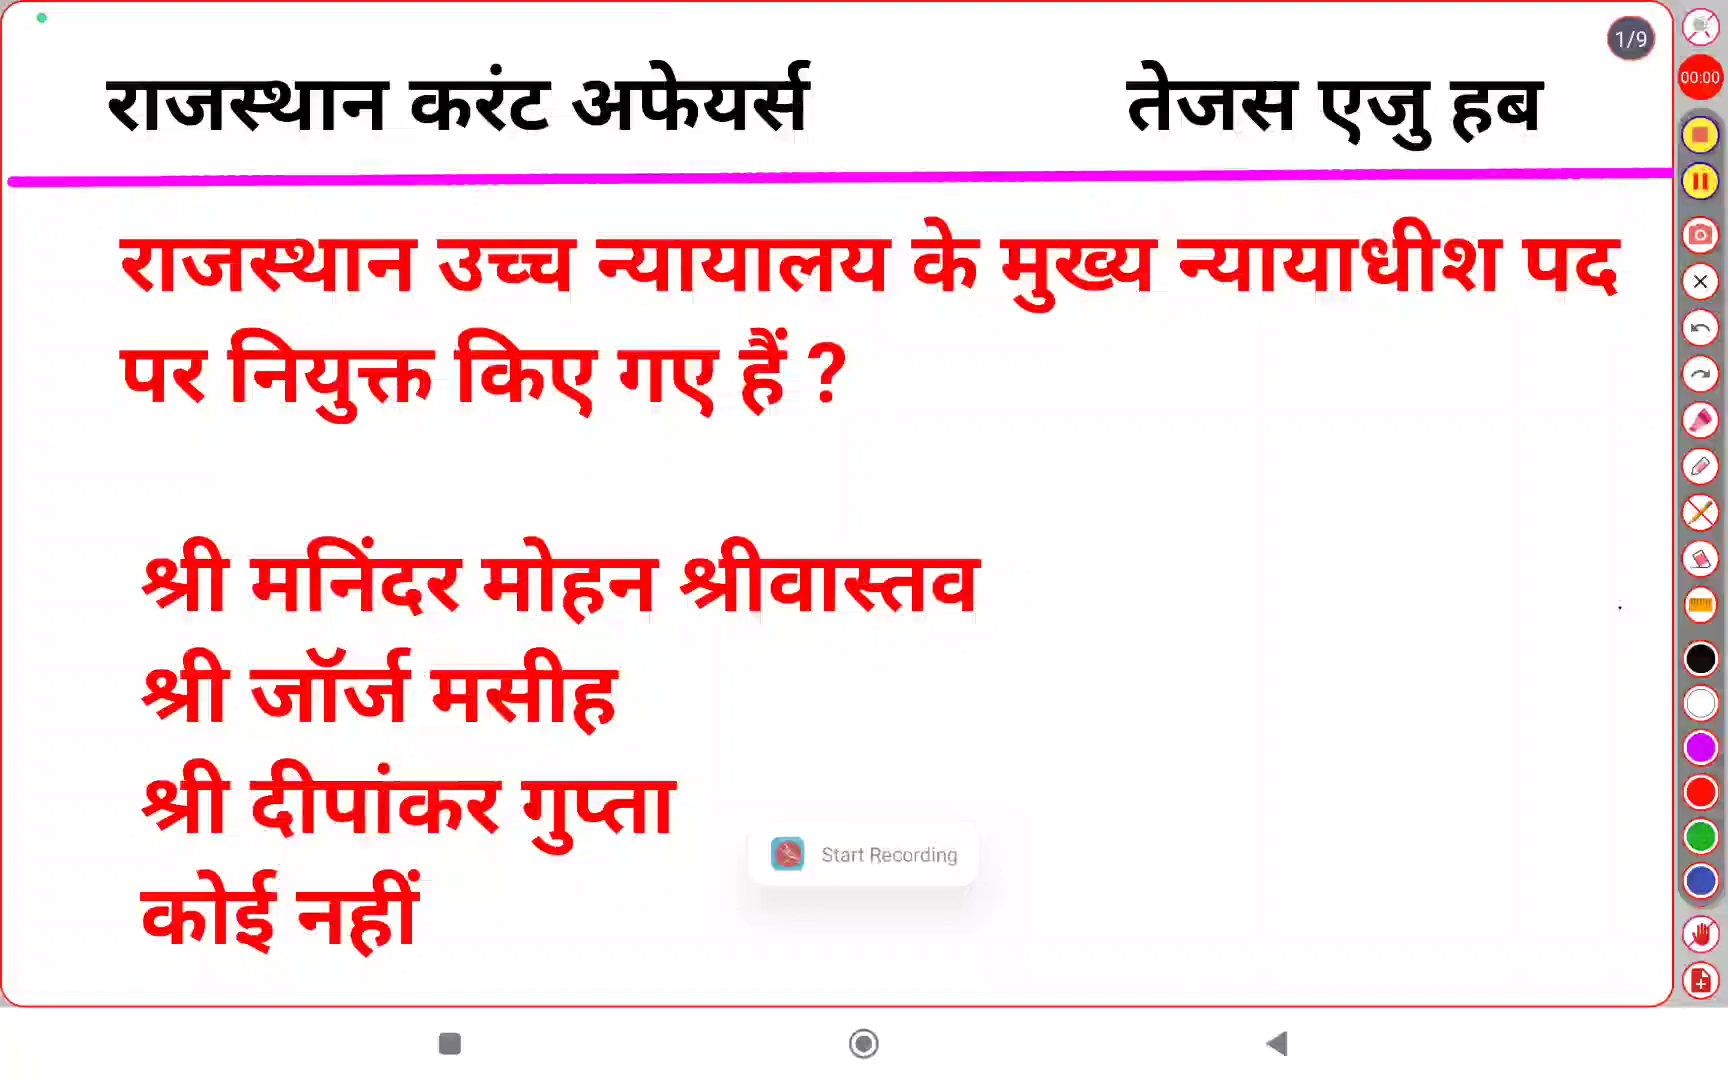 1/9
00:00
राजस्थान करंट अफेयर्स तेजस एजु हब
राजस्थान उच्च न्यायालय के मुख्य न्यायाधीश पद
पर नियुक्त किए गए हैं ?
श्री मनिंदर मोहन श्रीवास्तव
श्री जॉर्ज मसीह
श्री दीपांकर गुप्ता
कोई नहीं
Start Recording